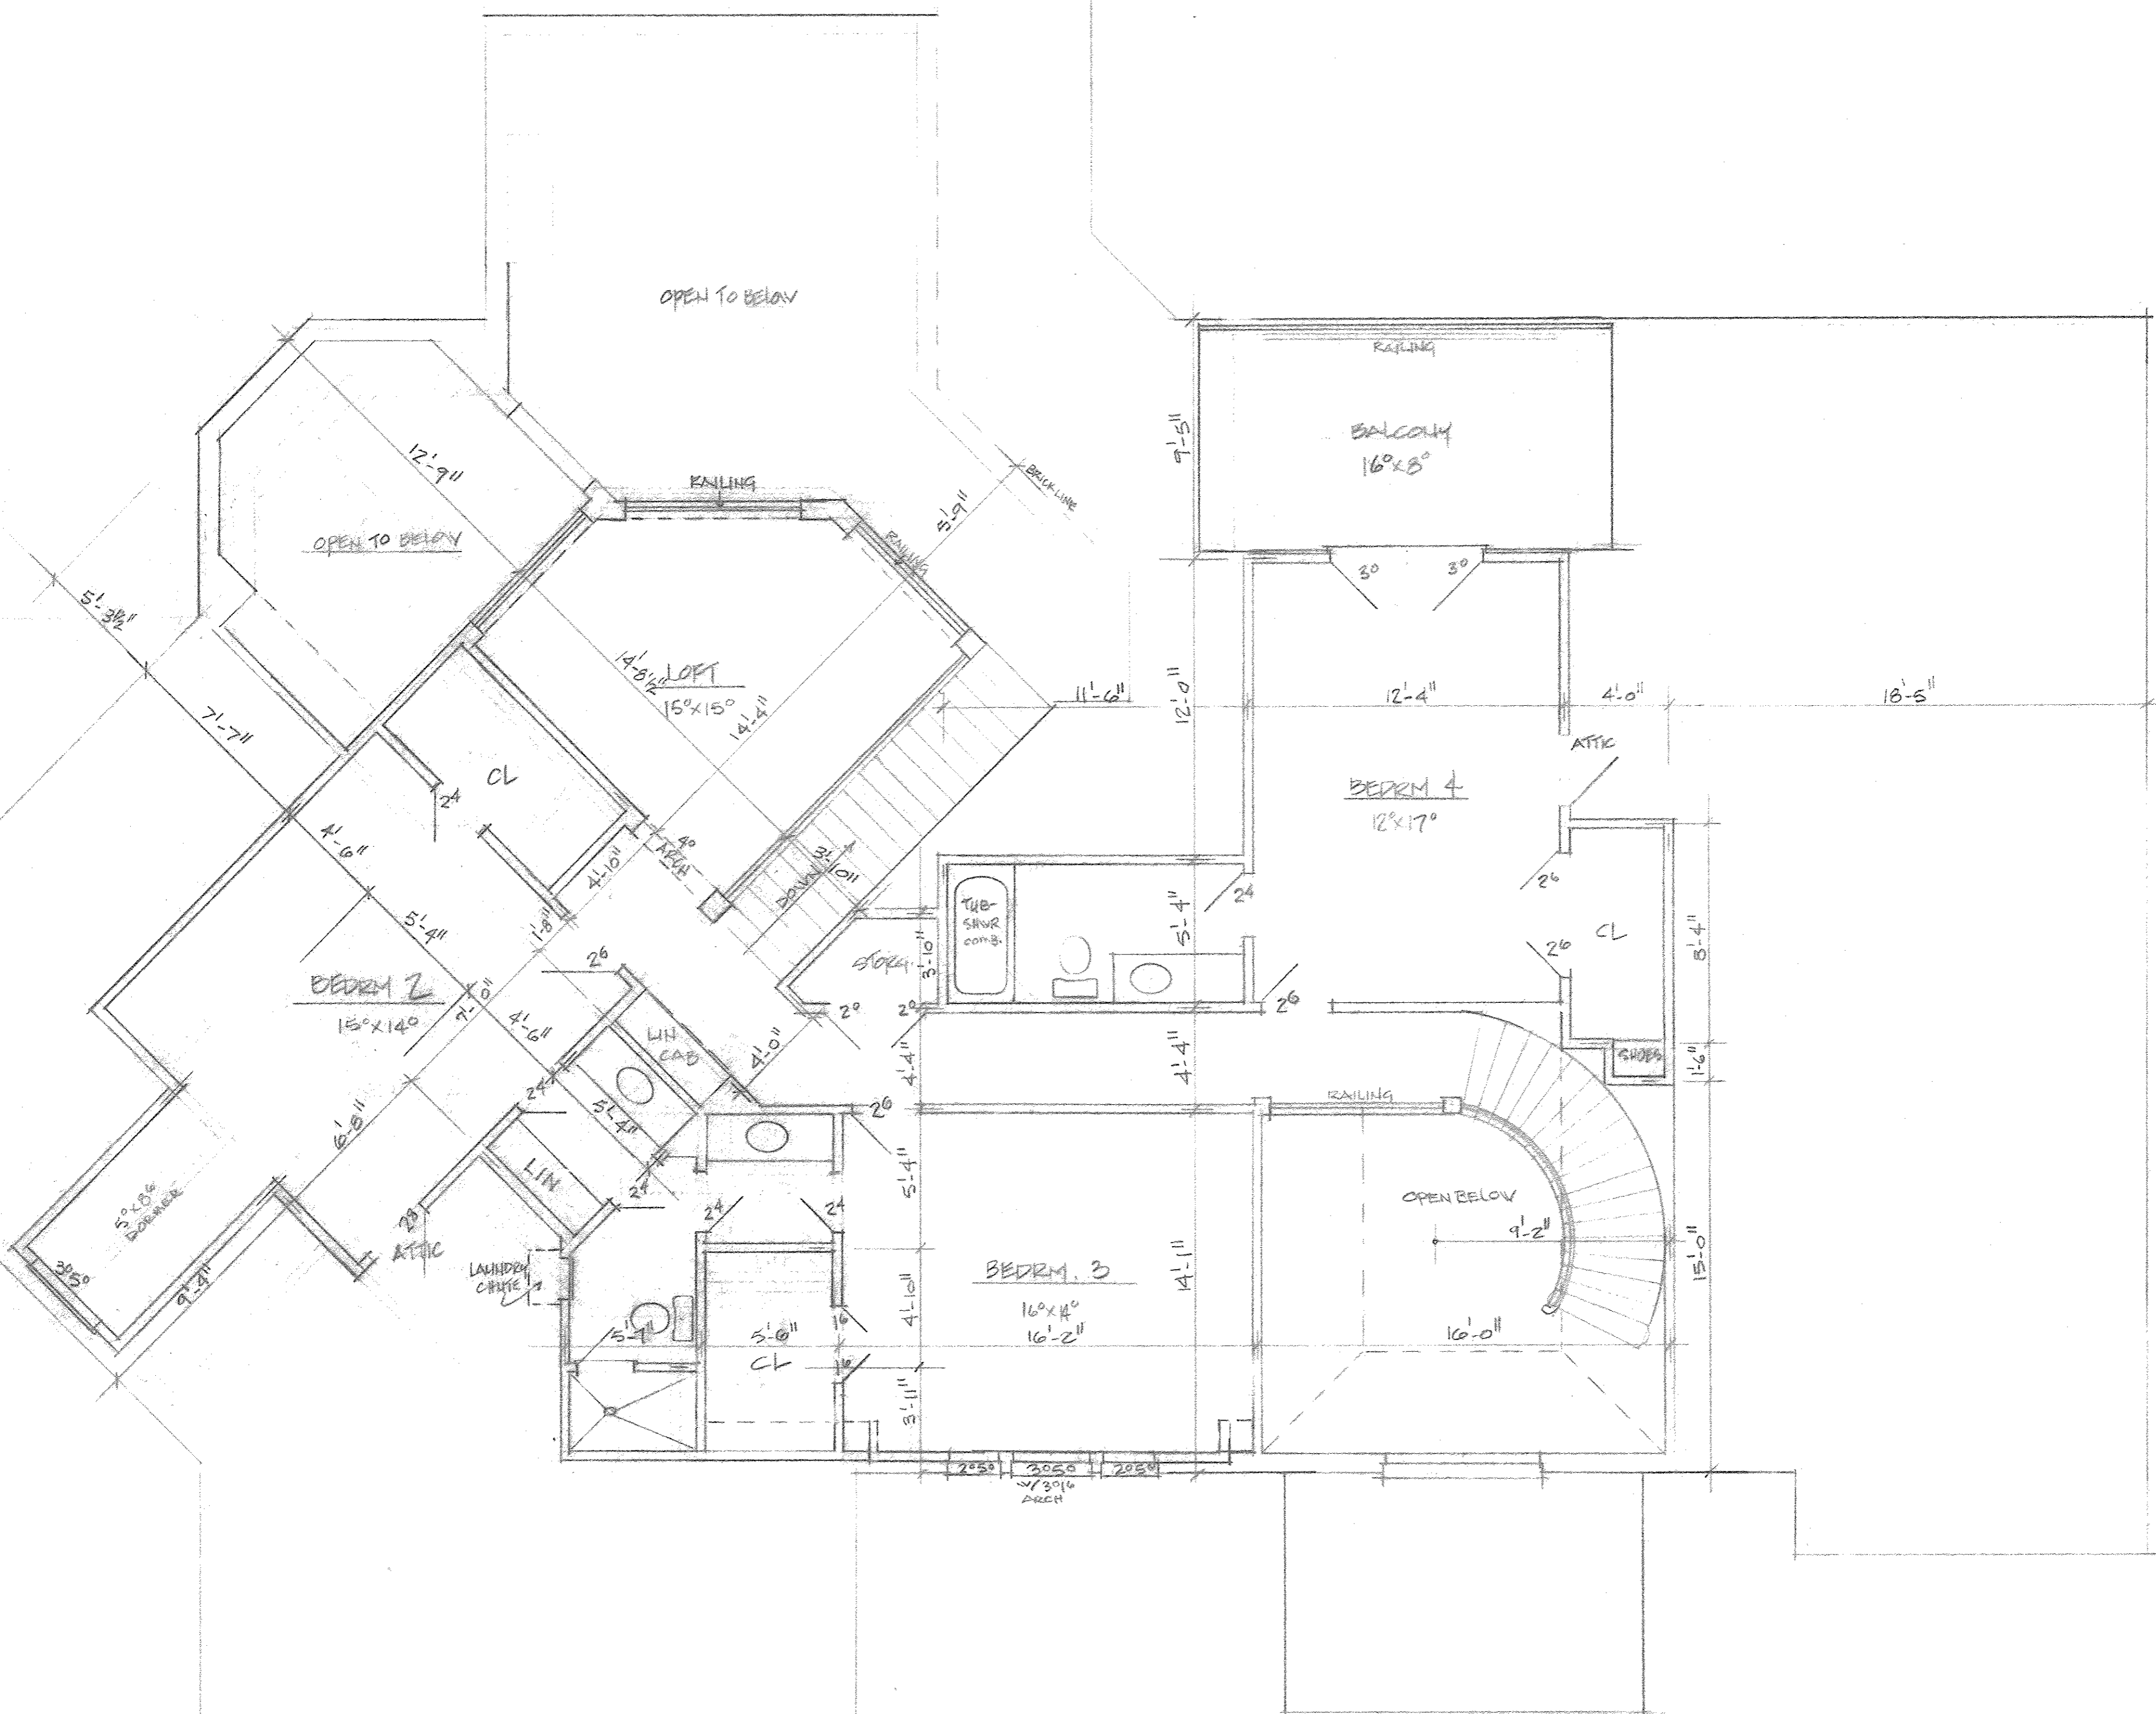 OPEN TO BELOW
RAILING
BALCONY
16⁰x8⁰
9'-5"
12'-9"
RAILING
BRICK LINE
5'-9"
RAILING
OPEN TO BELOW
3⁰
3⁰
5'-3½"
14'-8½"
LOFT
15⁰x15⁰
14'-4"
11'-6"
12'-0"
12'-4"
4'-0"
18'-5"
7'-7"
ATTIC
CL
2⁴
BEDRM 4
12⁰x17⁰
4'-6"
4⁰
ARCH
4'-10"
3'-10"
DOWN
2⁶
2⁴
TUB-
SHWR
COMB.
5'-4"
CL
8'-4"
5'-4"
1'-8"
2⁶
2⁶
STORG.
3'-10"
BEDRM 2
15⁰x14⁰
7'-0"
4'-6"
2⁰
2⁰
2⁶
LIN
CAB
4'-0"
4'-4"
4'-4"
SHOES
1'-6"
2⁴
5'-4"
2⁶
RAILING
6'-8"
LIN
2⁴
5'-4"
5⁰x8⁶
DORMER
2⁸
ATTIC
2⁴
2⁴
OPEN BELOW
9'-2"
3⁰5⁰
9'-4"
LAUNDRY
CHUTE
BEDRM. 3
16⁰x14⁰
16'-2"
14'-1"
15'-0"
4'-10"
1⁶
5'-7"
5'-6"
CL
16'-0"
1⁶
3'-11"
2⁰5⁰
3⁰5⁰
2⁰5⁰
W/3⁰1⁶
ARCH